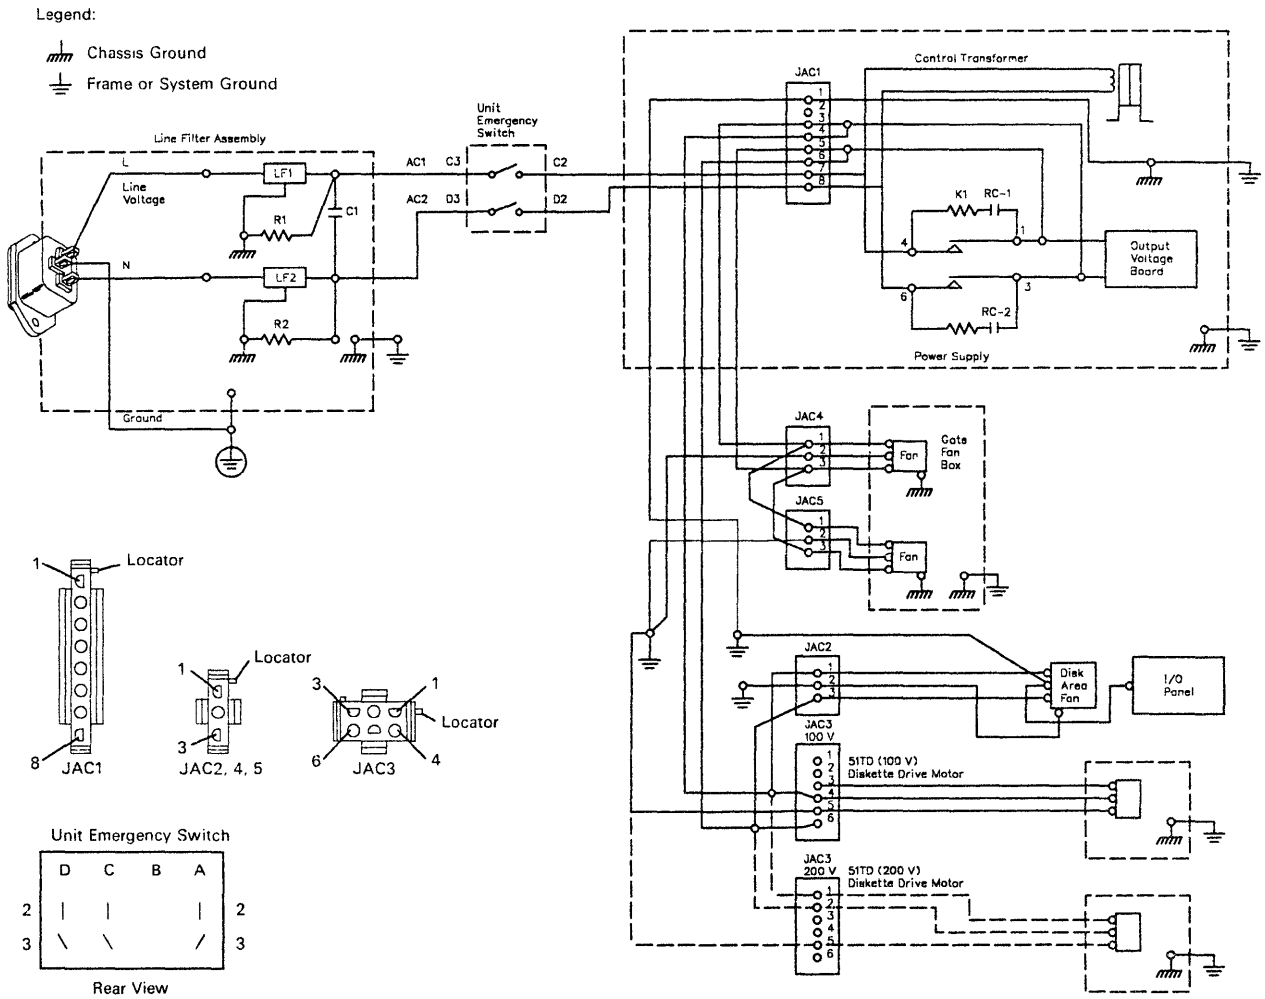 Legend:
Chassis Ground
Frame or System Ground
Line Filter Assembly
L
Line
Voltage
LF1
R1
C1
N
LF2
R2
Ground
Unit
Emergency
Switch
AC1 C3 C2
AC2 D3 D2
Control Transformer
JAC1
1
2
3
4
5
6
7
8
K1 RC-1
4
1
6
3
RC-2
Output
Voltage
Board
Power Supply
JAC4
1
2
3
Fan
Gate
Fan
Box
JAC5
1
2
3
Fan
JAC2
1
2
3
Disk
Area
Fan
I/O
Panel
JAC3
100 V
1
2
3
4
5
6
51TD (100 V)
Diskette Drive Motor
JAC3
200 V
1
2
3
4
5
6
51TD (200 V)
Diskette Drive Motor
1
Locator
8
JAC1
1
Locator
3
JAC2, 4, 5
3
1
Locator
6
4
JAC3
Unit Emergency Switch
D C B A
2 2
3 3
Rear View